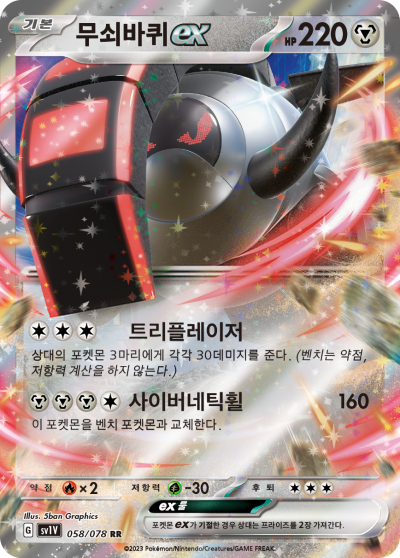 기본
무쇠바퀴ex HP220
트리플레이저
상대의 포켓몬 3마리에게 각각 30데미지를 준다. (벤치는 약점,
저항력 계산을 하지 않는다.)
사이버네틱휠 160
이 포켓몬을 벤치 포켓몬과 교체한다.
약점 ×2 저항력 -30 후퇴
Illus. 5ban Graphics
ex 룰
G sv1V 058/078 RR
포켓몬 ex가 기절한 경우 상대는 프라이즈를 2장 가져간다.
©2023 Pokémon/Nintendo/Creatures/GAME FREAK.